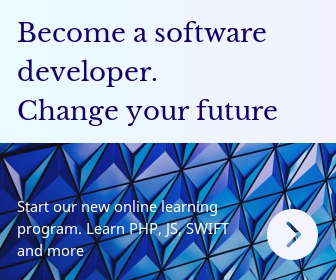 Become a software
developer.
Change your future
Start our new online learning
program. Learn PHP, JS, SWIFT
and more